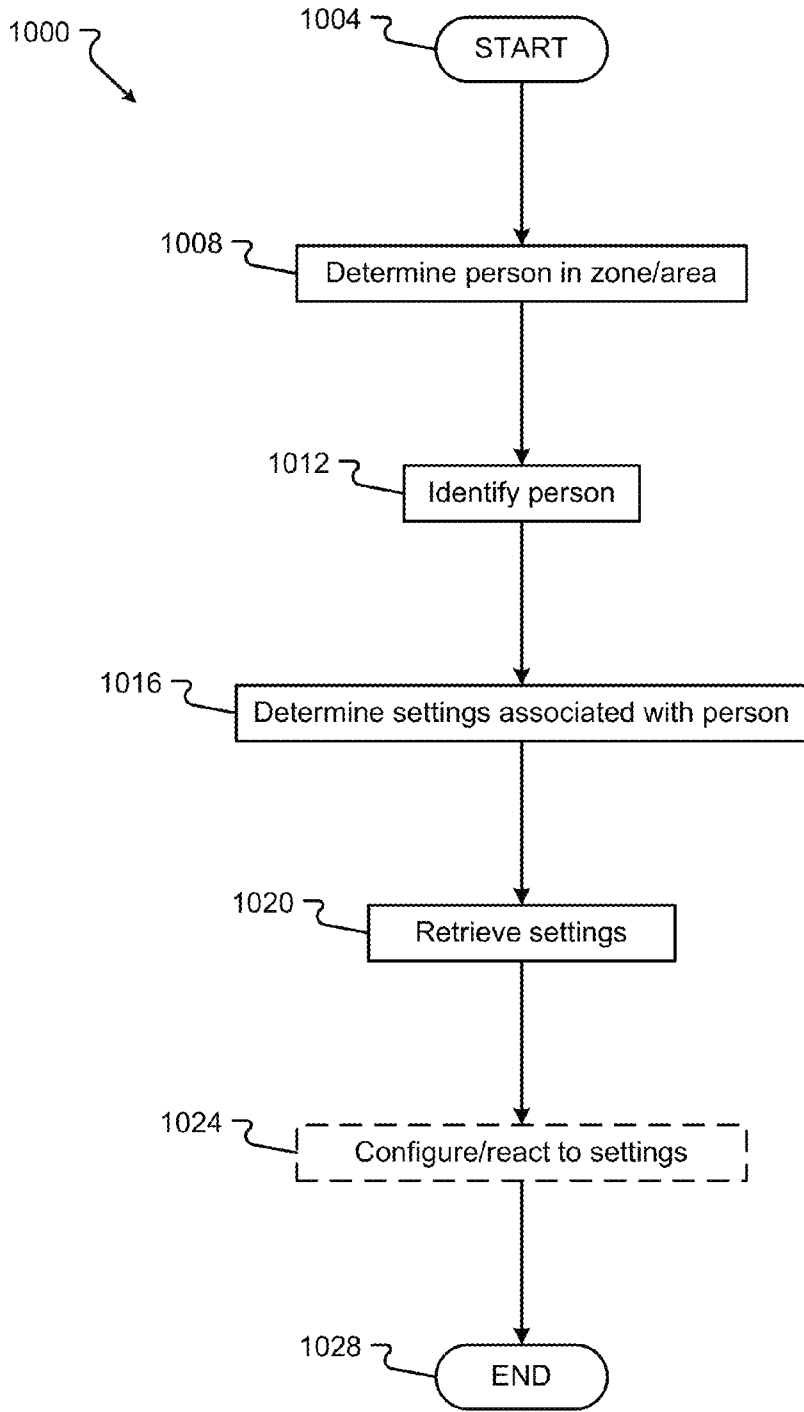 1000
1004
START
1008
Determine person in zone/area
1012
Identify person
1016
Determine settings associated with person
1020
Retrieve settings
1024
Configure/react to settings
1028
END